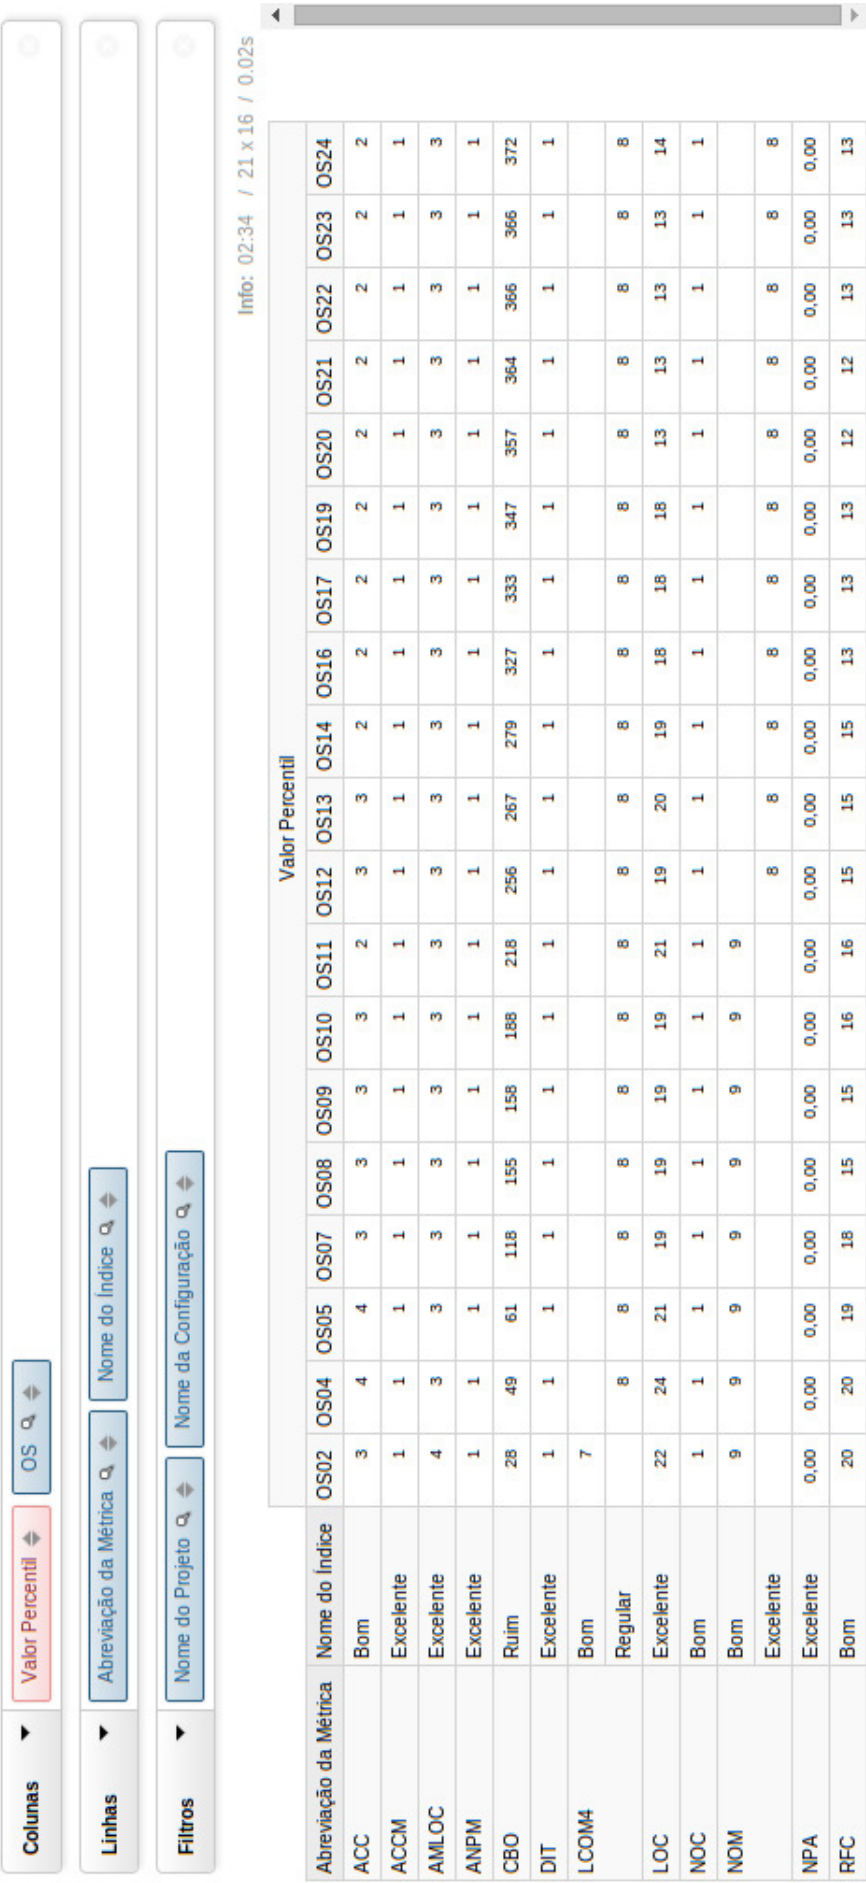 Colunas Valor Percentil OS
Linhas Abreviação da Métrica Nome do Índice
Filtros Nome do Projeto Nome da Configuração
Info: 02:34 / 21 x 16 / 0.02s
Valor Percentil
Abreviação da Métrica Nome do Índice OS02 OS04 OS05 OS07 OS08 OS09 OS10 OS11 OS12 OS13 OS14 OS16 OS17 OS19 OS20 OS21 OS22 OS23 OS24
ACC Bom 3 4 4 3 3 3 3 2 3 3 2 2 2 2 2 2 2 2 2
ACCM Excelente 1 1 1 1 1 1 1 1 1 1 1 1 1 1 1 1 1 1 1
AMLOC Excelente 4 3 3 3 3 3 3 3 3 3 3 3 3 3 3 3 3 3 3
ANPM Excelente 1 1 1 1 1 1 1 1 1 1 1 1 1 1 1 1 1 1 1
CBO Ruim 28 49 61 118 155 158 188 218 256 267 279 327 333 347 357 364 366 366 372
DIT Excelente 1 1 1 1 1 1 1 1 1 1 1 1 1 1 1 1 1 1 1
LCOM4 Bom 7
Regular 8 8 8 8 8 8 8 8 8 8 8 8 8 8 8 8 8 8
LOC Excelente 22 24 21 19 19 19 19 21 19 20 19 18 18 18 13 13 13 13 14
NOC Bom 1 1 1 1 1 1 1 1 1 1 1 1 1 1 1 1 1 1 1
NOM Bom 9 9 9 9 9 9 9 9
Excelente 8 8 8 8 8 8 8 8 8 8 8
NPA Excelente 0,00 0,00 0,00 0,00 0,00 0,00 0,00 0,00 0,00 0,00 0,00 0,00 0,00 0,00 0,00 0,00 0,00 0,00 0,00
RFC Bom 20 20 19 18 15 15 16 16 15 15 15 13 13 13 12 12 13 13 13